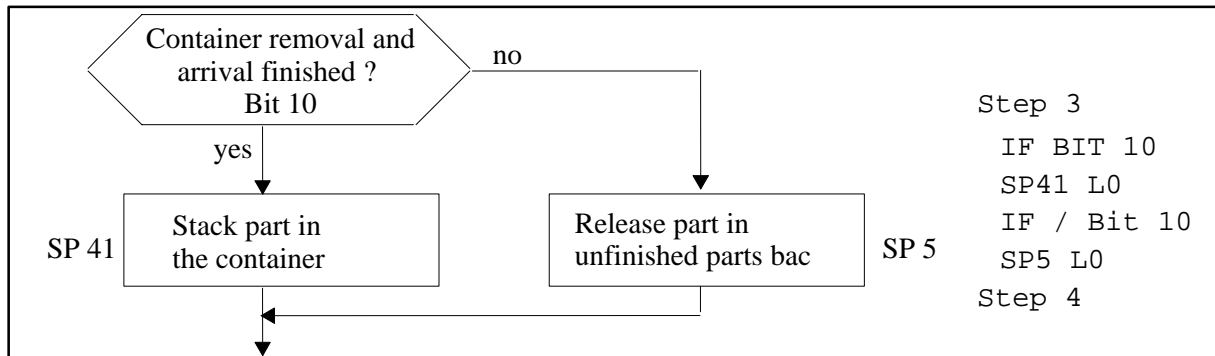 Container removal and
arrival finished ?
Bit 10
no
yes
SP 41
Stack part in
the container
Release part in
unfinished parts bac
SP 5
Step 3
IF BIT 10
SP41 L0
IF / Bit 10
SP5 L0
Step 4